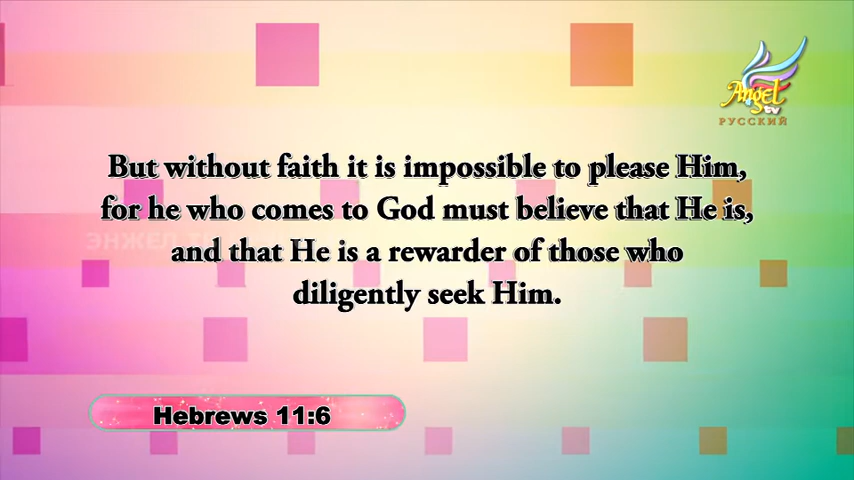 Angel
tv
РУССКИЙ
But without faith it is impossible to please Him,
for he who comes to God must believe that He is,
and that He is a rewarder of those who
diligently seek Him.
Hebrews 11:6